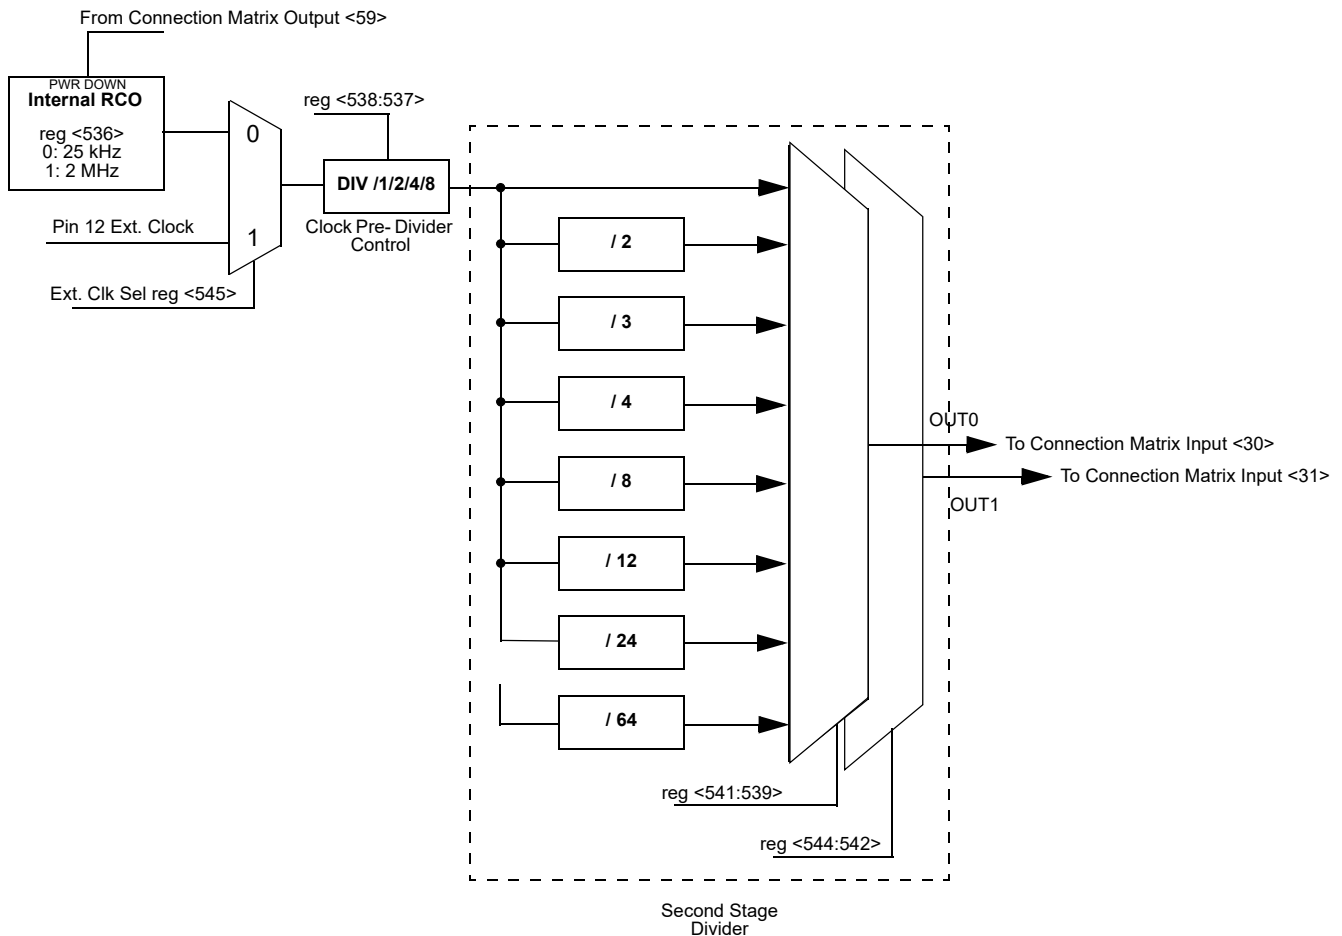 From Connection Matrix Output <59>
PWR DOWN
Internal RCO
reg <536>
0: 25 kHz
1: 2 MHz
0
1
Pin 12 Ext. Clock
Ext. Clk Sel reg <545>
reg <538:537>
DIV /1/2/4/8
Clock Pre- Divider
Control
/ 2
/ 3
/ 4
/ 8
/ 12
/ 24
/ 64
OUT0
To Connection Matrix Input <30>
To Connection Matrix Input <31>
OUT1
reg <541:539>
reg <544:542>
Second Stage
Divider